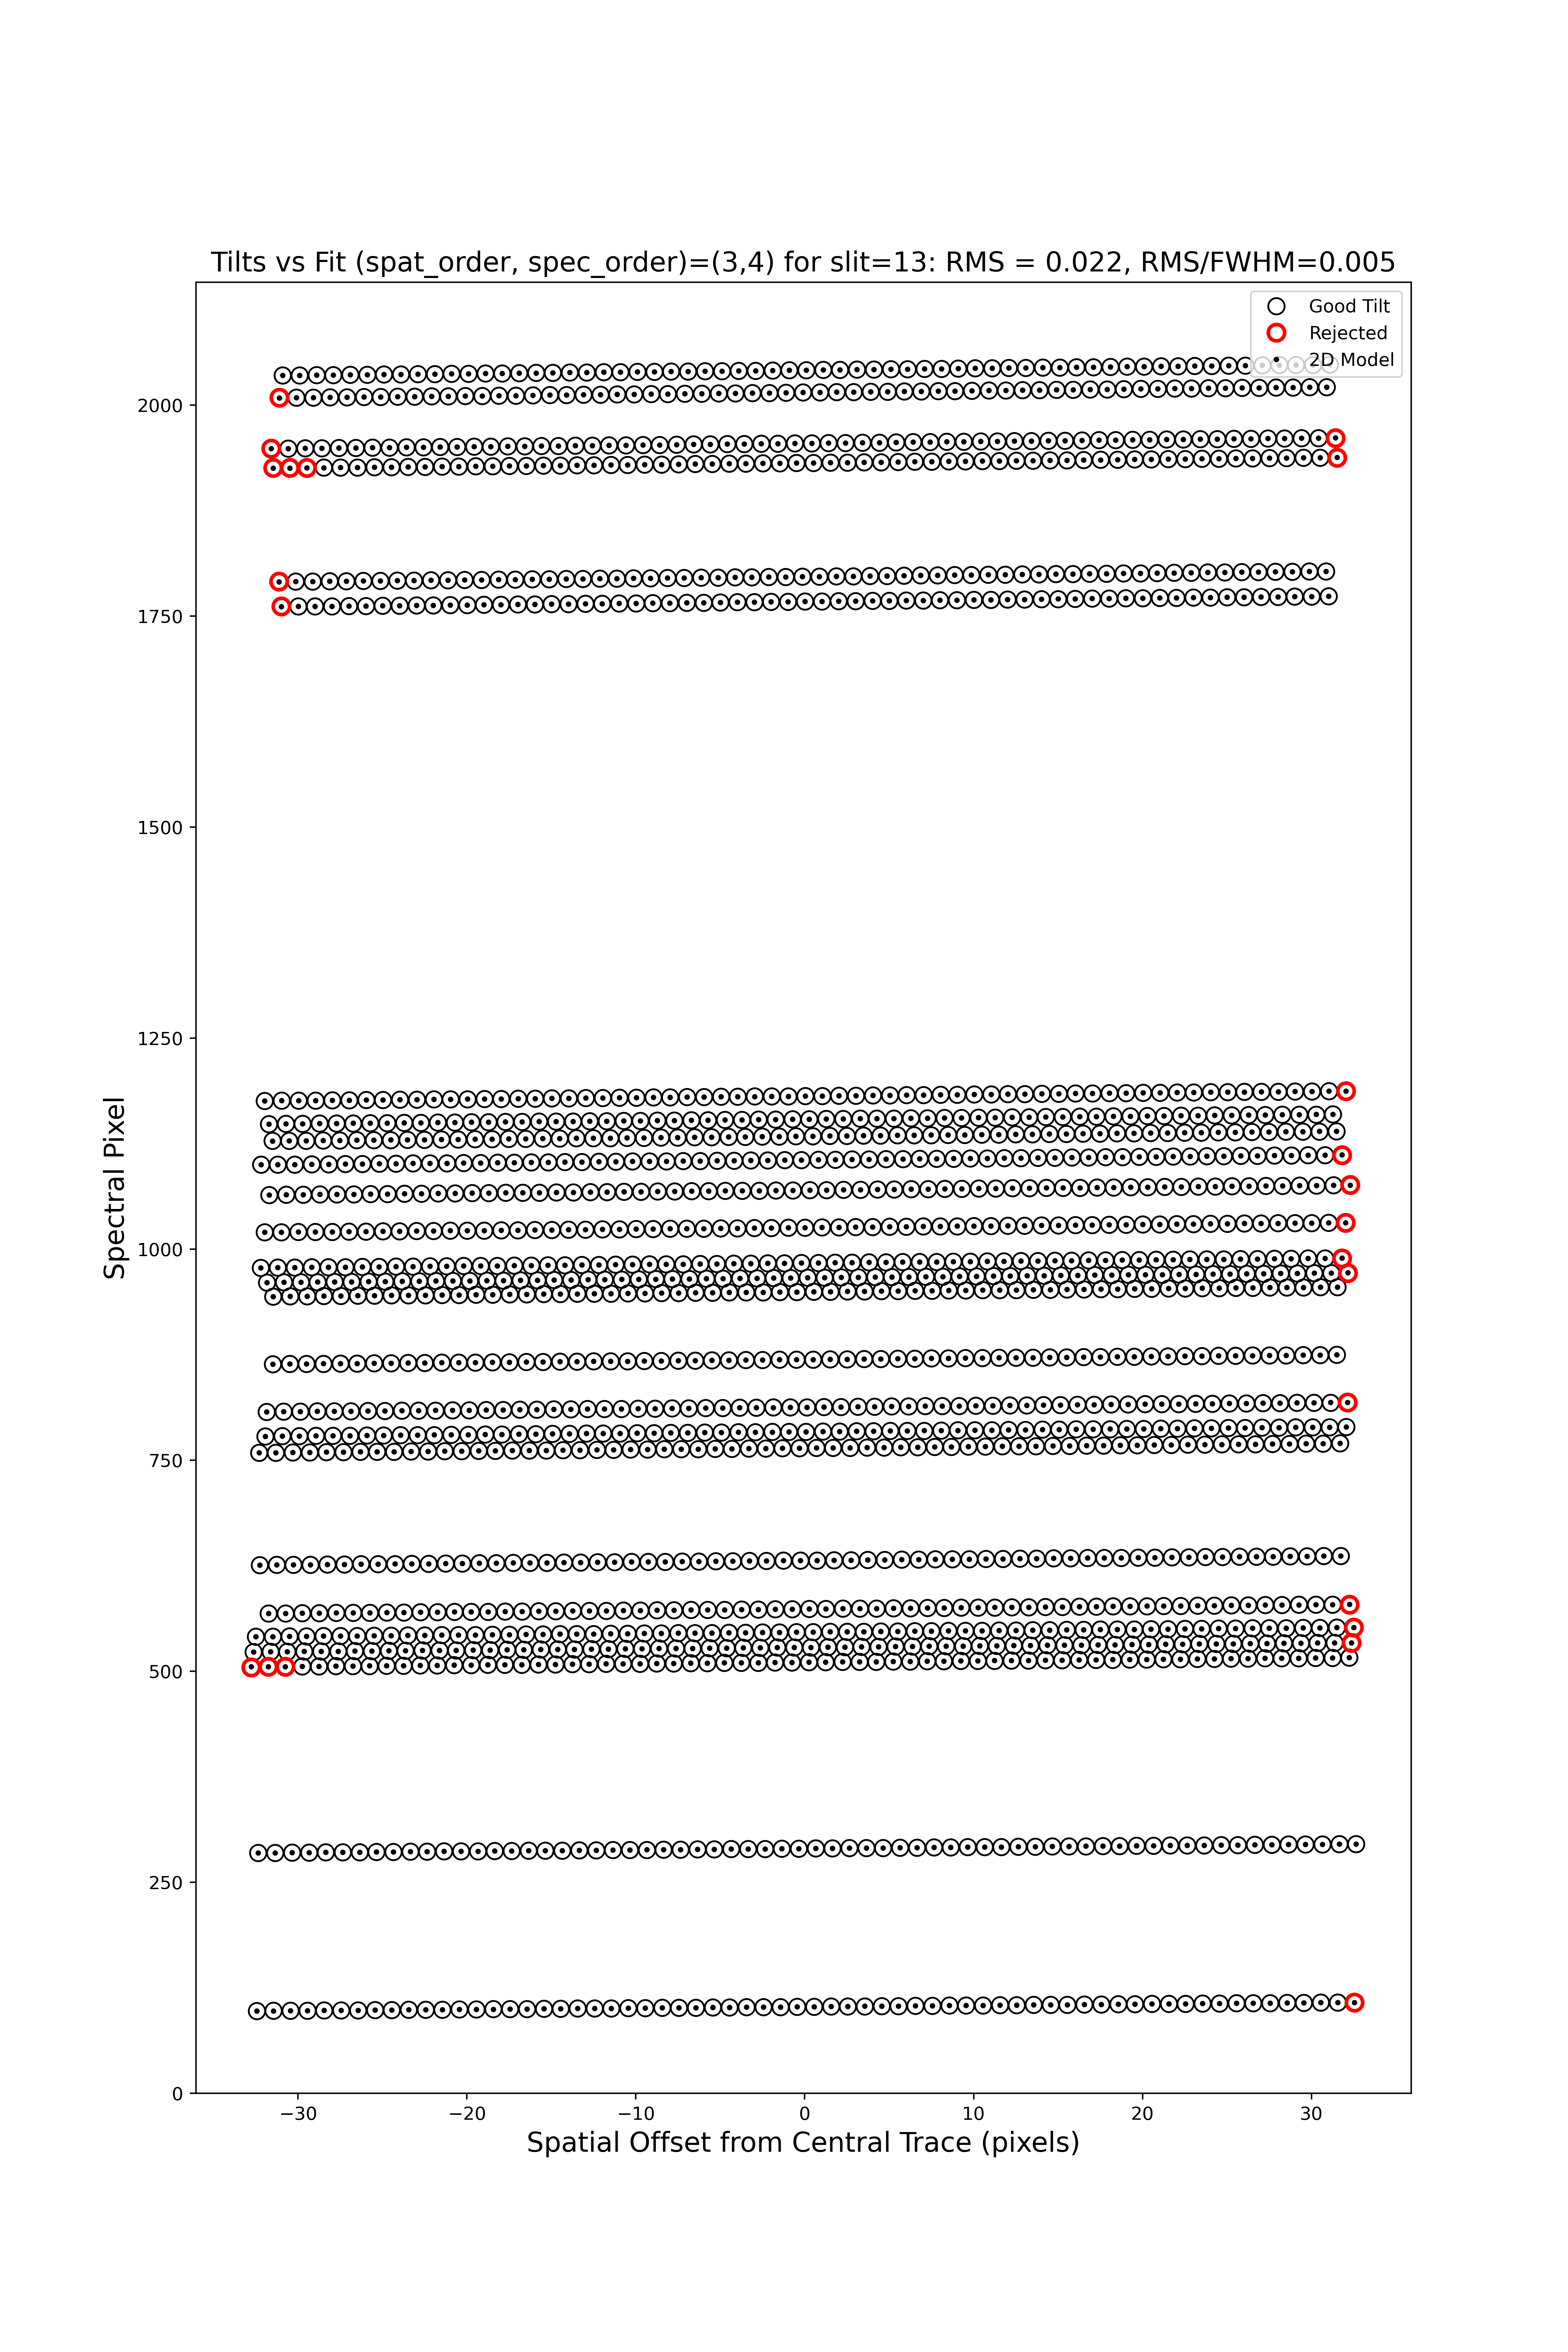 Tilts vs Fit (spat_order, spec_order)=(3,4) for slit=13: RMS = 0.022, RMS/FWHM=0.005
Good Tilt
Rejected
2D Model
2000
1750
1500
1250
1000
750
500
250
0
Spectral Pixel
−30 −20 −10 0 10 20 30
Spatial Offset from Central Trace (pixels)